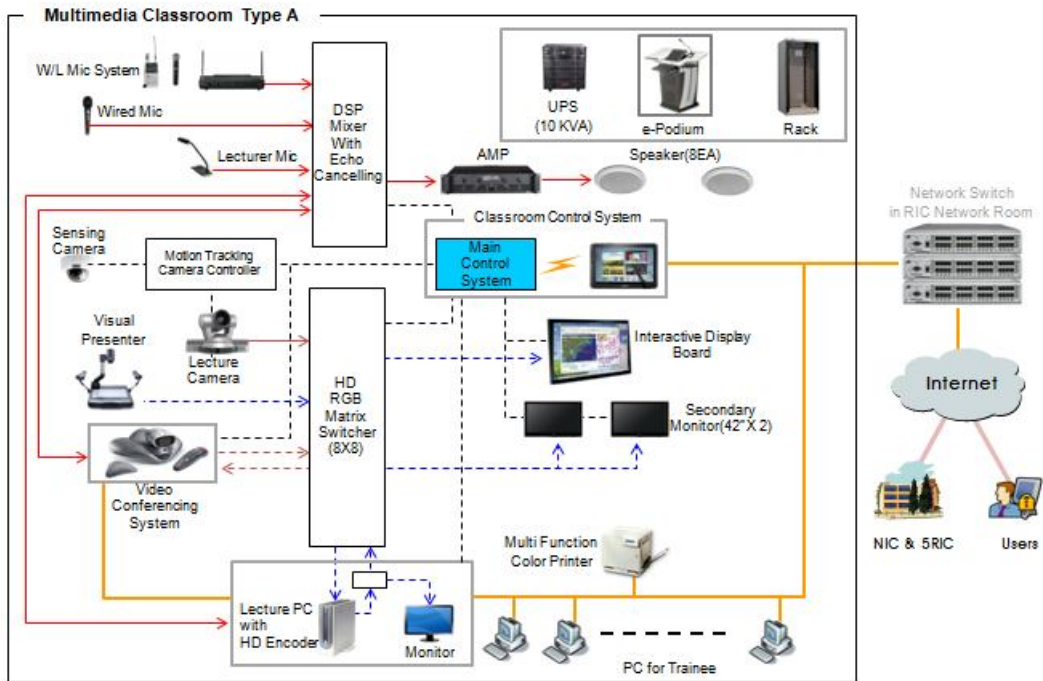 Multimedia Classroom Type A
W/L Mic System
Wired Mic
Lecturer Mic
DSP
Mixer
With
Echo
Cancelling
UPS
(10 KVA)
e-Podium
Rack
AMP
Speaker(8EA)
Network Switch
in RIC Network Room
Classroom Control System
Main
Control
System
Sensing
Camera
Motion Tracking
Camera Controller
Visual
Presenter
Lecture
Camera
HD
RGB
Matrix
Switcher
(8X8)
Interactive Display
Board
Secondary
Monitor(42"X 2)
Internet
Video
Conferencing
System
NIC & 5RIC
Users
Multi Function
Color Printer
Lecture PC
with
HD Encoder
Monitor
PC for Trainee